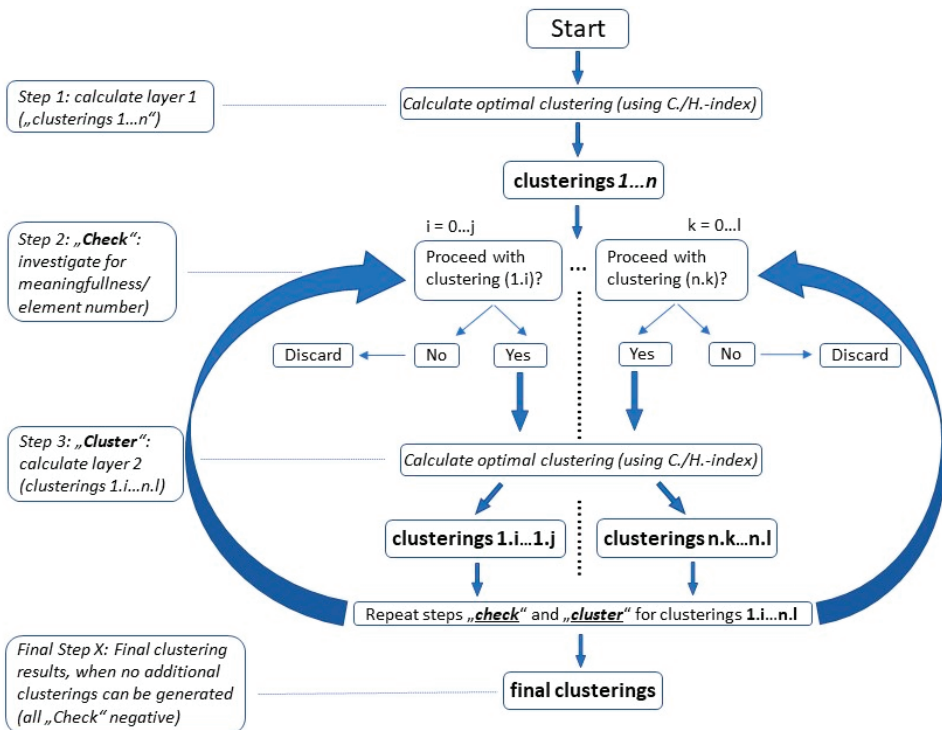 Start
Step 1: calculate layer 1
(„clusterings 1...n“)
Calculate optimal clustering (using C./H.-index)
clusterings 1...n
i = 0...j
k = 0...l
Step 2: „Check“:
investigate for
meaningfullness/
element number)
Proceed with
clustering (1.i)?
...
Proceed with
clustering (n.k)?
Discard
No
Yes
Yes
No
Discard
Step 3: „Cluster“:
calculate layer 2
(clusterings 1.i...n.l)
Calculate optimal clustering (using C./H.-index)
clusterings 1.i...1.j
clusterings n.k...n.l
Repeat steps „check“ and „cluster“ for clusterings 1.i...n.l
Final Step X: Final clustering
results, when no additional
clusterings can be generated
(all „Check“ negative)
final clusterings